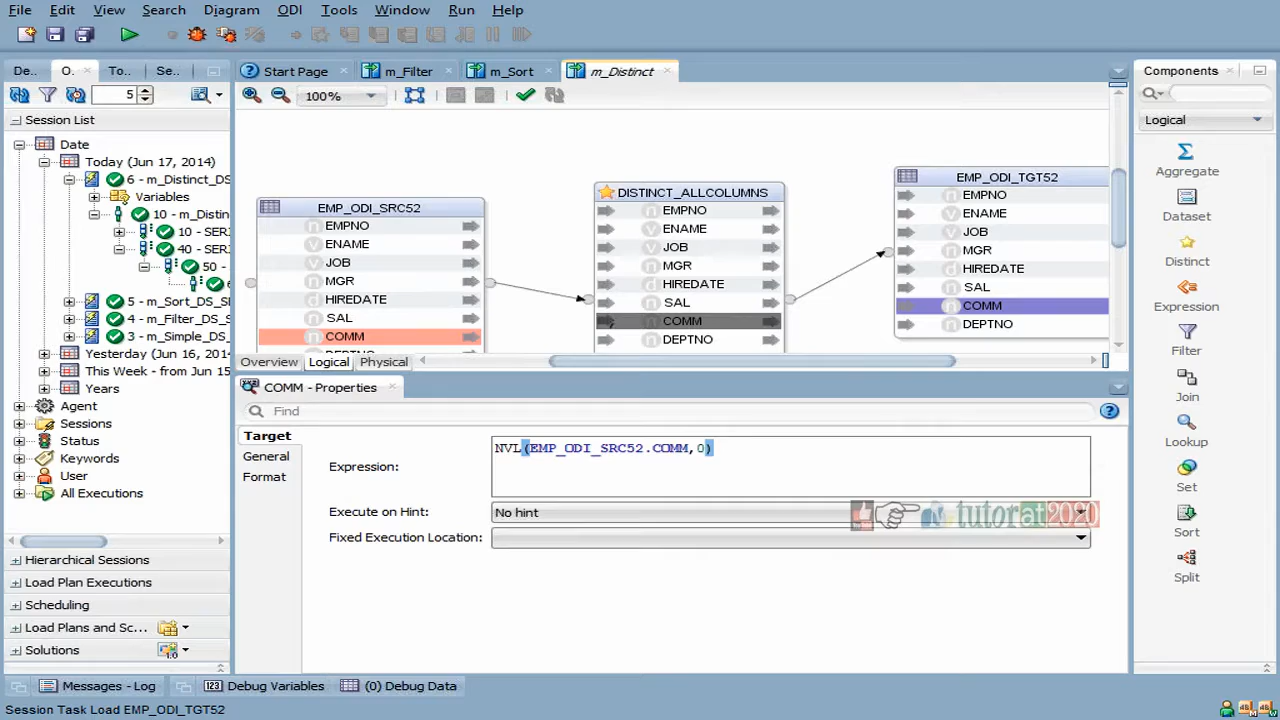 File Edit View Search Diagram ODI Tools Window Run Help
De... O. To... Se...
Start Page m_Filter m_Sort m_Distinct
5
100%
Session List
Date
Today (Jun 17, 2014)
6 - m_Distinct_DS
Variables
10 - m_Distin
10 - SERI
40 - SERI
50 -
6
5 - m_Sort_DS_S
4 - m_Filter_DS_S
3 - m_Simple_DS_
Yesterday (Jun 16, 2014)
This Week - from Jun 15
Years
Agent
Sessions
Status
Keywords
User
All Executions
Hierarchical Sessions
Load Plan Executions
Scheduling
Load Plans and Sc...
Solutions
EMP_ODI_SRC52
EMPNO
ENAME
JOB
MGR
HIREDATE
SAL
COMM
DISTINCT_ALLCOLUMNS
EMPNO
ENAME
JOB
MGR
HIREDATE
SAL
COMM
DEPTNO
EMP_ODI_TGT52
EMPNO
ENAME
JOB
MGR
HIREDATE
SAL
COMM
DEPTNO
Overview Logical Physical
COMM - Properties
Find
Target
General
Format
Expression:
NVL(EMP_ODI_SRC52.COMM,0)
Execute on Hint:
No hint
Fixed Execution Location:
tutorat2020
Components
Logical
Aggregate
Dataset
Distinct
Expression
Filter
Join
Lookup
Set
Sort
Split
Messages - Log Debug Variables (0) Debug Data
Session Task Load EMP_ODI_TGT52